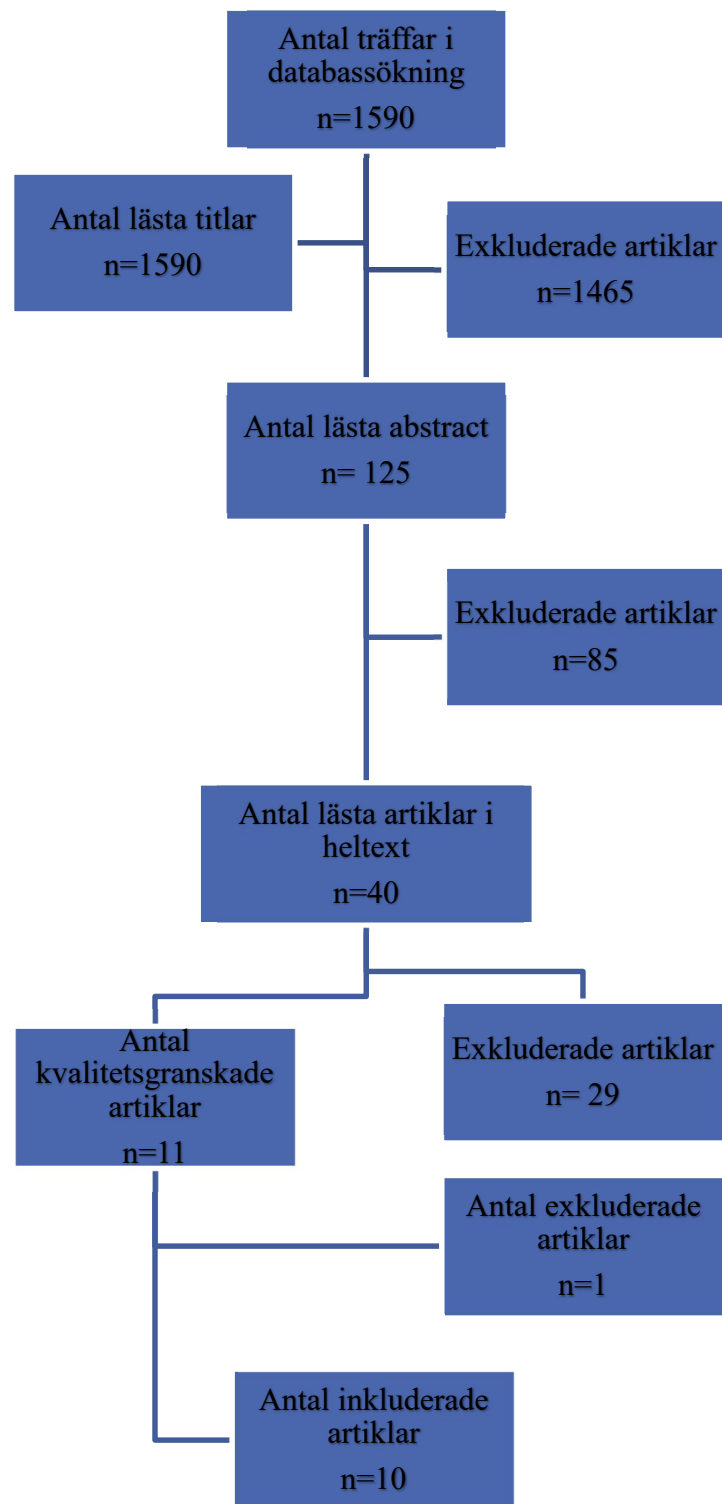 Antal träffar i
databassökning
n=1590
Antal lästa titlar
n=1590
Exkluderade artiklar
n=1465
Antal lästa abstract
n= 125
Exkluderade artiklar
n=85
Antal lästa artiklar i
heltext
n=40
Antal
kvalitetsgranskade
artiklar
n=11
Exkluderade artiklar
n= 29
Antal exkluderade
artiklar
n=1
Antal inkluderade
artiklar
n=10